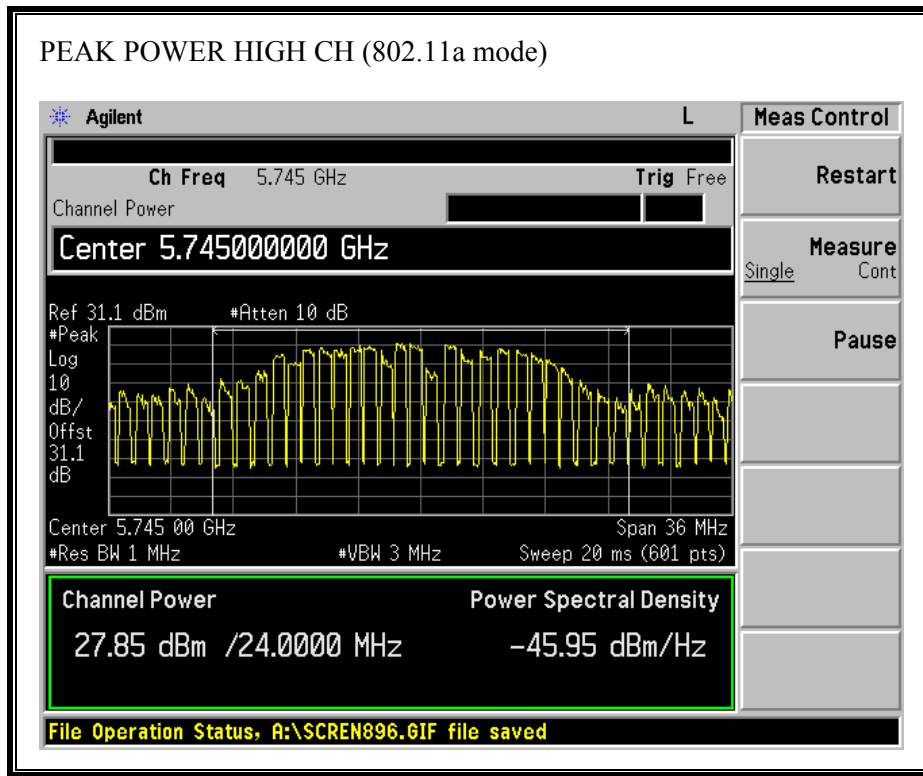 PEAK POWER HIGH CH (802.11a mode)
Agilent L Meas Control
Ch Freq 5.745 GHz Trig Free
Channel Power
Restart
Center 5.745000000 GHz
Measure
Single Cont
Ref 31.1 dBm #Atten 10 dB
#Peak
Log
10
dB/
Offst
31.1
dB
Pause
Center 5.745 00 GHz Span 36 MHz
#Res BW 1 MHz #VBW 3 MHz Sweep 20 ms (601 pts)
Channel Power Power Spectral Density
27.85 dBm /24.0000 MHz -45.95 dBm/Hz
File Operation Status, A:\SCREN896.GIF file saved